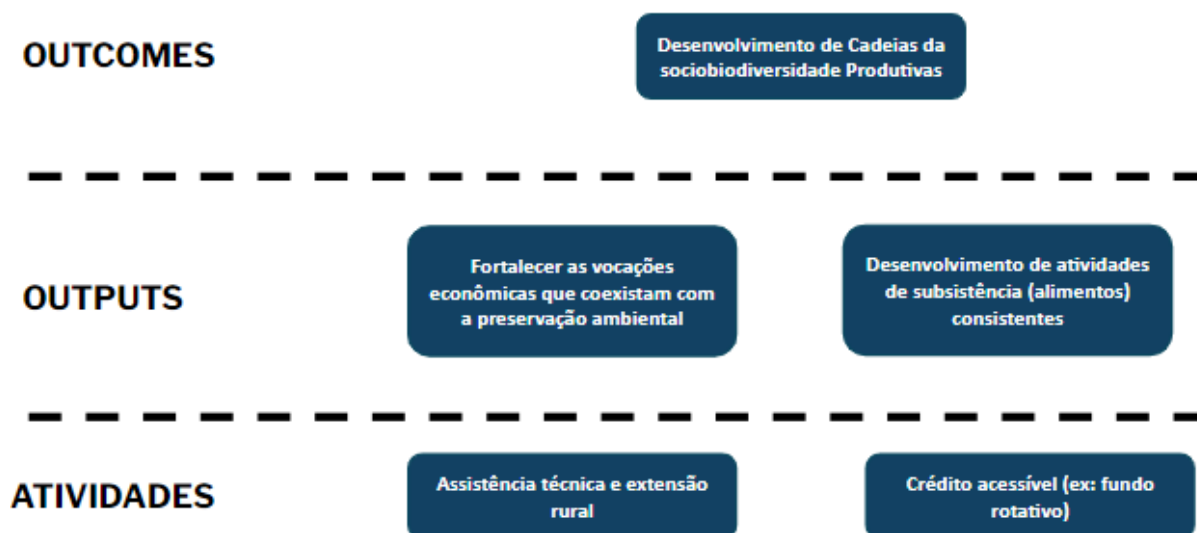 OUTCOMES
Desenvolvimento de Cadeias da
sociobiodiversidade Produtivas
OUTPUTS
Fortalecer as vocações
econômicas que coexistam com
a preservação ambiental
Desenvolvimento de atividades
de subsistência (alimentos)
consistentes
ATIVIDADES
Assistência técnica e extensão
rural
Crédito acessível (ex: fundo
rotativo)